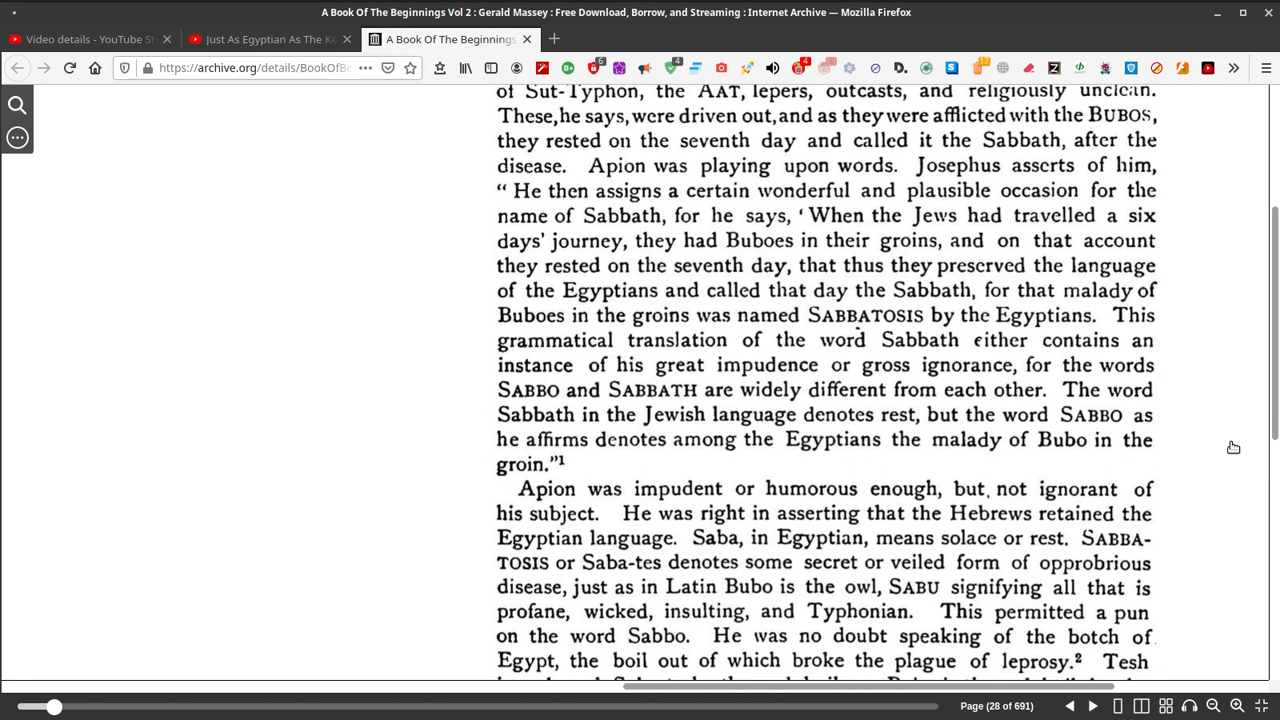 A Book Of The Beginnings Vol 2 : Gerald Massey : Free Download, Borrow, and Streaming : Internet Archive — Mozilla Firefox
Video details - YouTube St
Just As Egyptian As The Ke
A Book Of The Beginnings
https://archive.org/details/BookOfBe
of Sut-Typhon, the AAT, lepers, outcasts, and religiously unclean.
These, he says, were driven out, and as they were afflicted with the BUBOS,
they rested on the seventh day and called it the Sabbath, after the
disease. Apion was playing upon words. Josephus asserts of him,
“ He then assigns a certain wonderful and plausible occasion for the
name of Sabbath, for he says, ‘ When the Jews had travelled a six
days’ journey, they had Buboes in their groins, and on that account
they rested on the seventh day, that thus they preserved the language
of the Egyptians and called that day the Sabbath, for that malady of
Buboes in the groins was named SABBATOSIS by the Egyptians. This
grammatical translation of the word Sabbath either contains an
instance of his great impudence or gross ignorance, for the words
SABBO and SABBATH are widely different from each other. The word
Sabbath in the Jewish language denotes rest, but the word SABBO as
he affirms denotes among the Egyptians the malady of Bubo in the
groin.”1
Apion was impudent or humorous enough, but not ignorant of
his subject. He was right in asserting that the Hebrews retained the
Egyptian language. Saba, in Egyptian, means solace or rest. SABBA-
TOSIS or Saba-tes denotes some secret or veiled form of opprobrious
disease, just as in Latin Bubo is the owl, SABU signifying all that is
profane, wicked, insulting, and Typhonian. This permitted a pun
on the word Sabbo. He was no doubt speaking of the botch of
Egypt, the boil out of which broke the plague of leprosy.2 Tesh
Page (28 of 691)